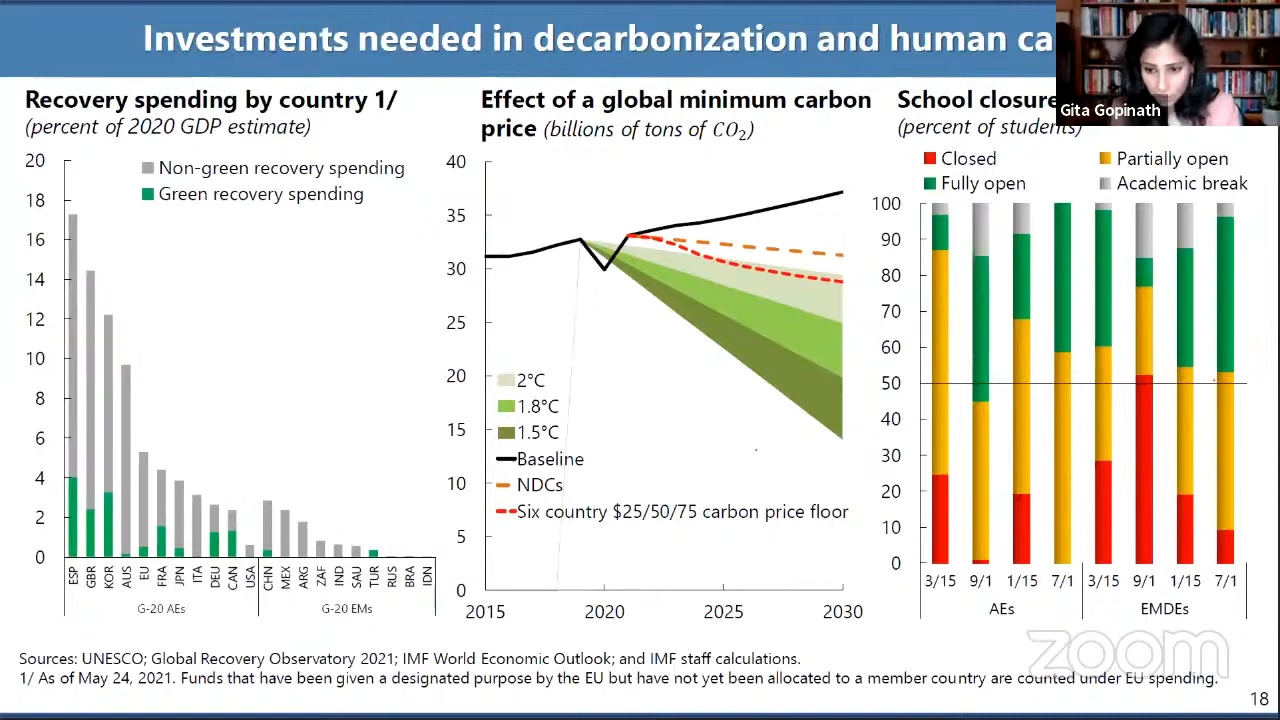 Investments needed in decarbonization and human ca
Gita Gopinath
Recovery spending by country 1/
(percent of 2020 GDP estimate)
Non-green recovery spending
Green recovery spending
20
18
16
14
12
10
8
6
4
2
0
ESP GBR KOR AUS EU FRA JPN ITA DEU CAN USA CHN MEX ARG ZAF IND SAU TUR RUS BRA IDN
G-20 AEs G-20 EMs
Effect of a global minimum carbon
price (billions of tons of CO₂)
40
35
30
25
20
15
10
5
0
2°C
1.8°C
1.5°C
Baseline
NDCs
Six country $25/50/75 carbon price floor
2015 2020 2025 2030
School closure
(percent of students)
Closed Partially open
Fully open Academic break
100
90
80
70
60
50
40
30
20
10
0
3/15 9/1 1/15 7/1 3/15 9/1 1/15 7/1
AEs EMDEs
zoom
Sources: UNESCO; Global Recovery Observatory 2021; IMF World Economic Outlook; and IMF staff calculations.
1/ As of May 24, 2021. Funds that have been given a designated purpose by the EU but have not yet been allocated to a member country are counted under EU spending.
18